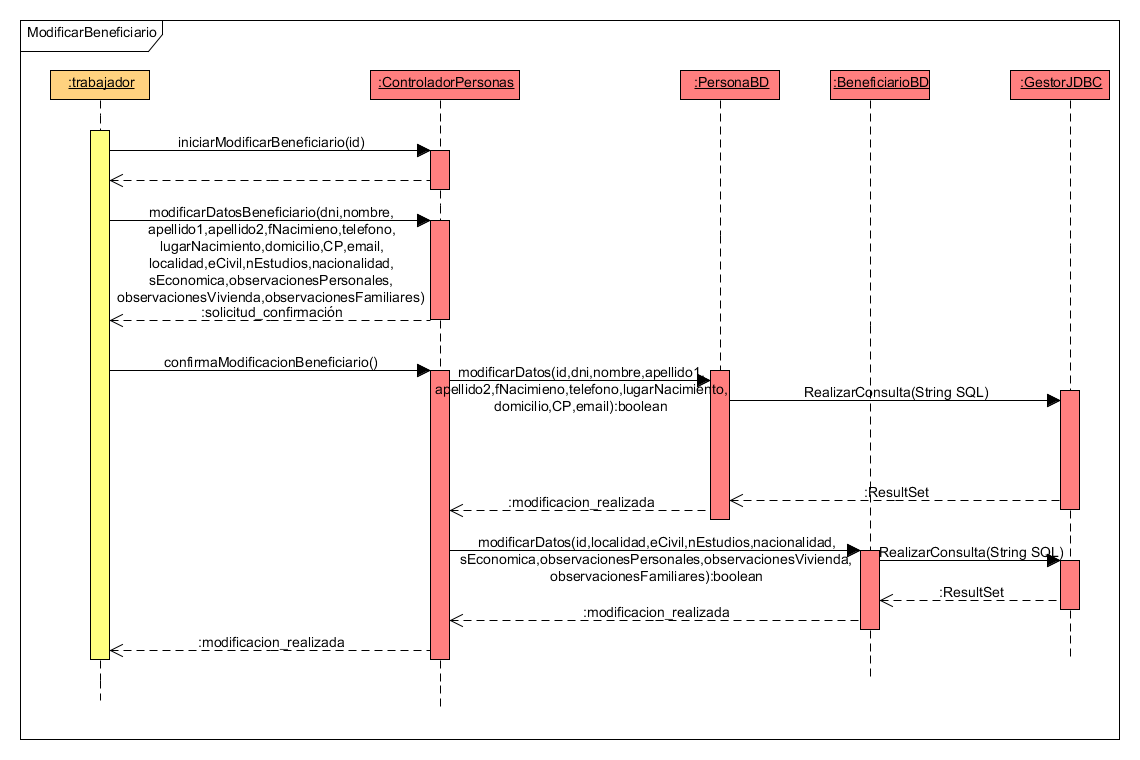 ModificarBeneficiario
:trabajador
:ControladorPersonas
:PersonaBD
:BeneficiarioBD
:GestorJDBC
iniciarModificarBeneficiario(id)
modificarDatosBeneficiario(dni,nombre,
apellido1,apellido2,fNacimieno,telefono,
lugarNacimiento,domicilio,CP,email,
localidad,eCivil,nEstudios,nacionalidad,
sEconomica,observacionesPersonales,
observacionesVivienda,observacionesFamiliares)
:solicitud_confirmación
confirmaModificacionBeneficiario()
modificarDatos(id,dni,nombre,apellido1,
apellido2,fNacimieno,telefono,lugarNacimiento,
domicilio,CP,email):boolean
RealizarConsulta(String SQL)
:ResultSet
:modificacion_realizada
modificarDatos(id,localidad,eCivil,nEstudios,nacionalidad,
sEconomica,observacionesPersonales,observacionesVivienda,
observacionesFamiliares):boolean
RealizarConsulta(String SQL)
:ResultSet
:modificacion_realizada
:modificacion_realizada